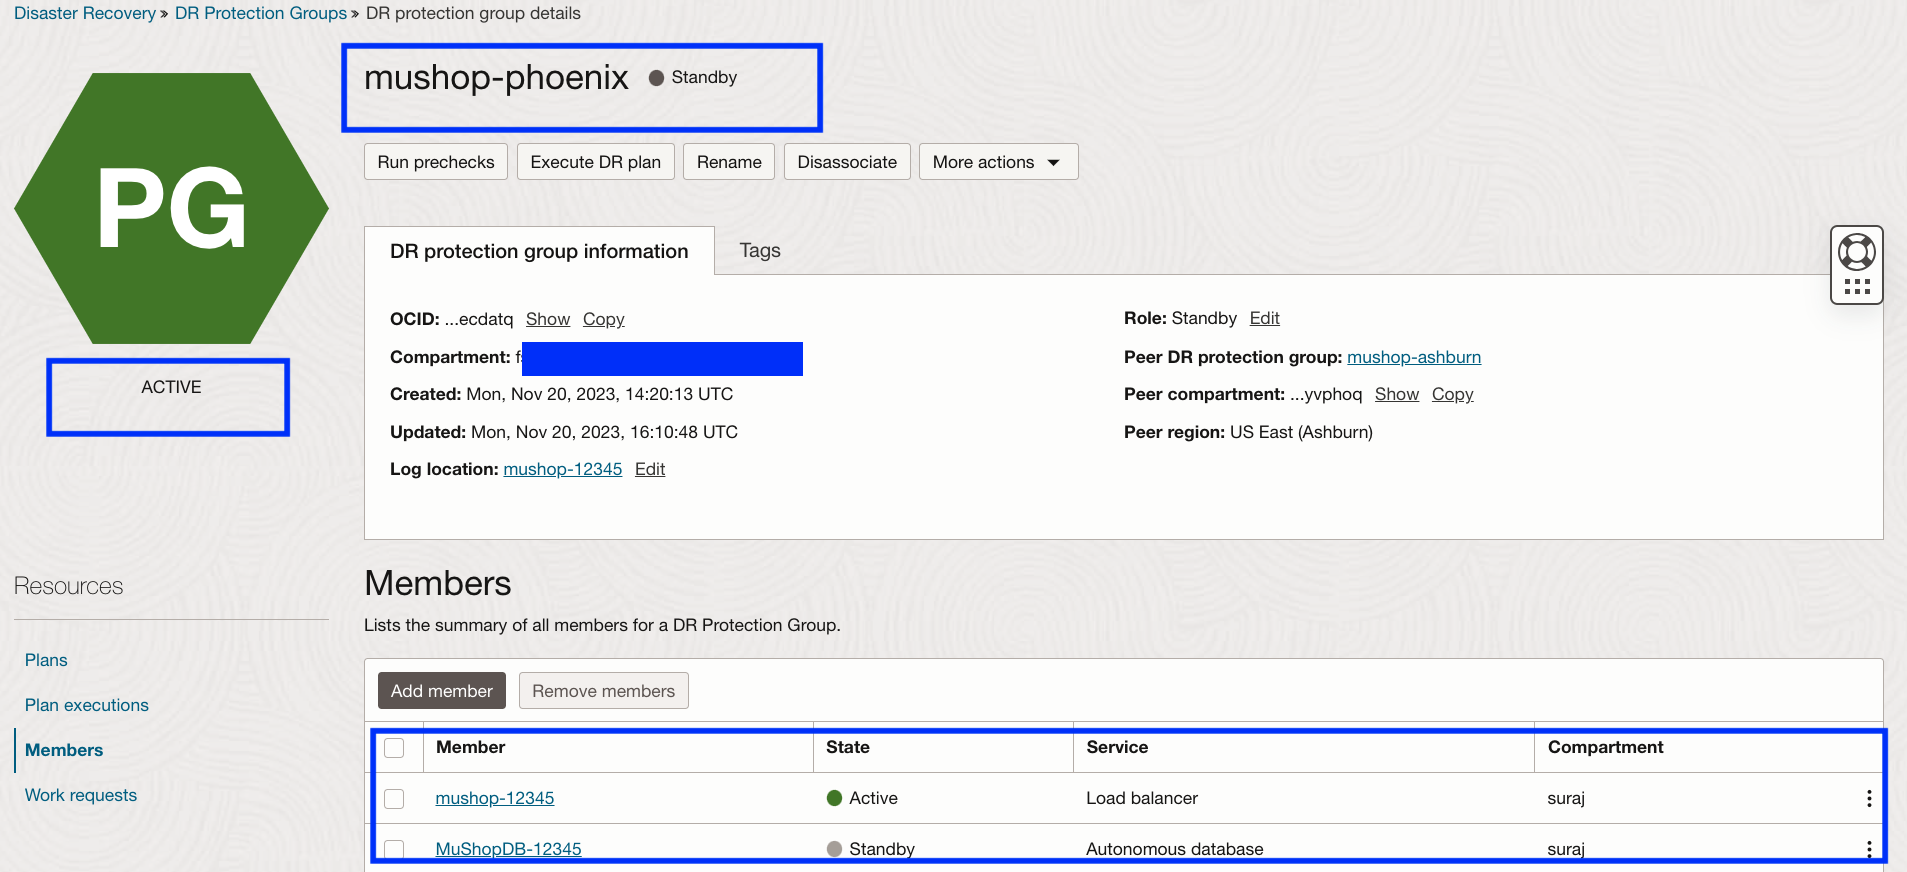 Disaster Recovery » DR Protection Groups » DR protection group details
PG
ACTIVE
mushop-phoenix Standby
Run prechecks Execute DR plan Rename Disassociate More actions
DR protection group information Tags
OCID: ...ecdatq Show Copy
Compartment:
Created: Mon, Nov 20, 2023, 14:20:13 UTC
Updated: Mon, Nov 20, 2023, 16:10:48 UTC
Log location: mushop-12345 Edit
Role: Standby Edit
Peer DR protection group: mushop-ashburn
Peer compartment: ...yvphoq Show Copy
Peer region: US East (Ashburn)
Resources
Plans
Plan executions
Members
Work requests
Members
Lists the summary of all members for a DR Protection Group.
Add member Remove members
Member State Service Compartment
mushop-12345 Active Load balancer suraj
MuShopDB-12345 Standby Autonomous database suraj